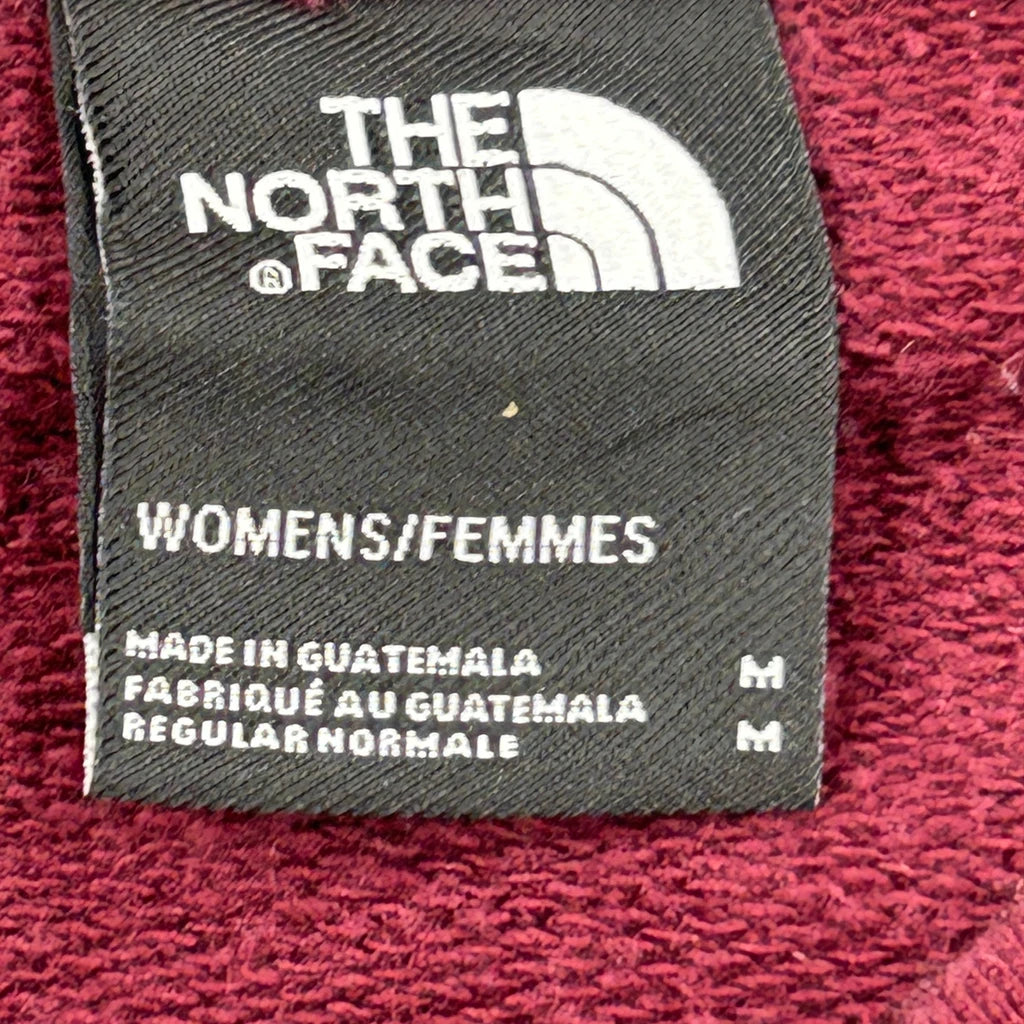 THE
NORTH
®FACE
WOMENS/FEMMES
MADE IN GUATEMALA M
FABRIQUÉ AU GUATEMALA
REGULAR NORMALE M